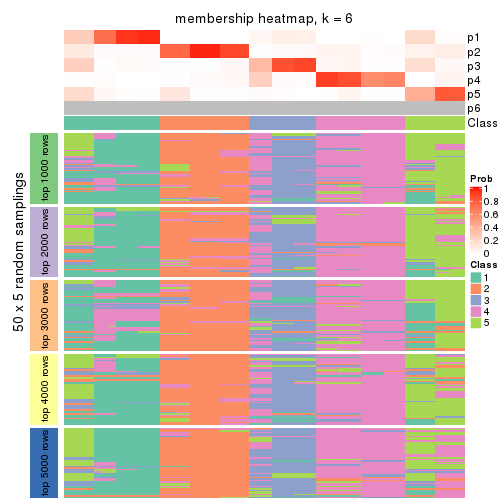 membership heatmap, k = 6
p1
p2
p3
p4
p5
p6
Class
50 x 5 random samplings
top 1000 rows
top 2000 rows
top 3000 rows
top 4000 rows
top 5000 rows
Prob
1
0.8
0.6
0.4
0.2
0
Class
1
2
3
4
5